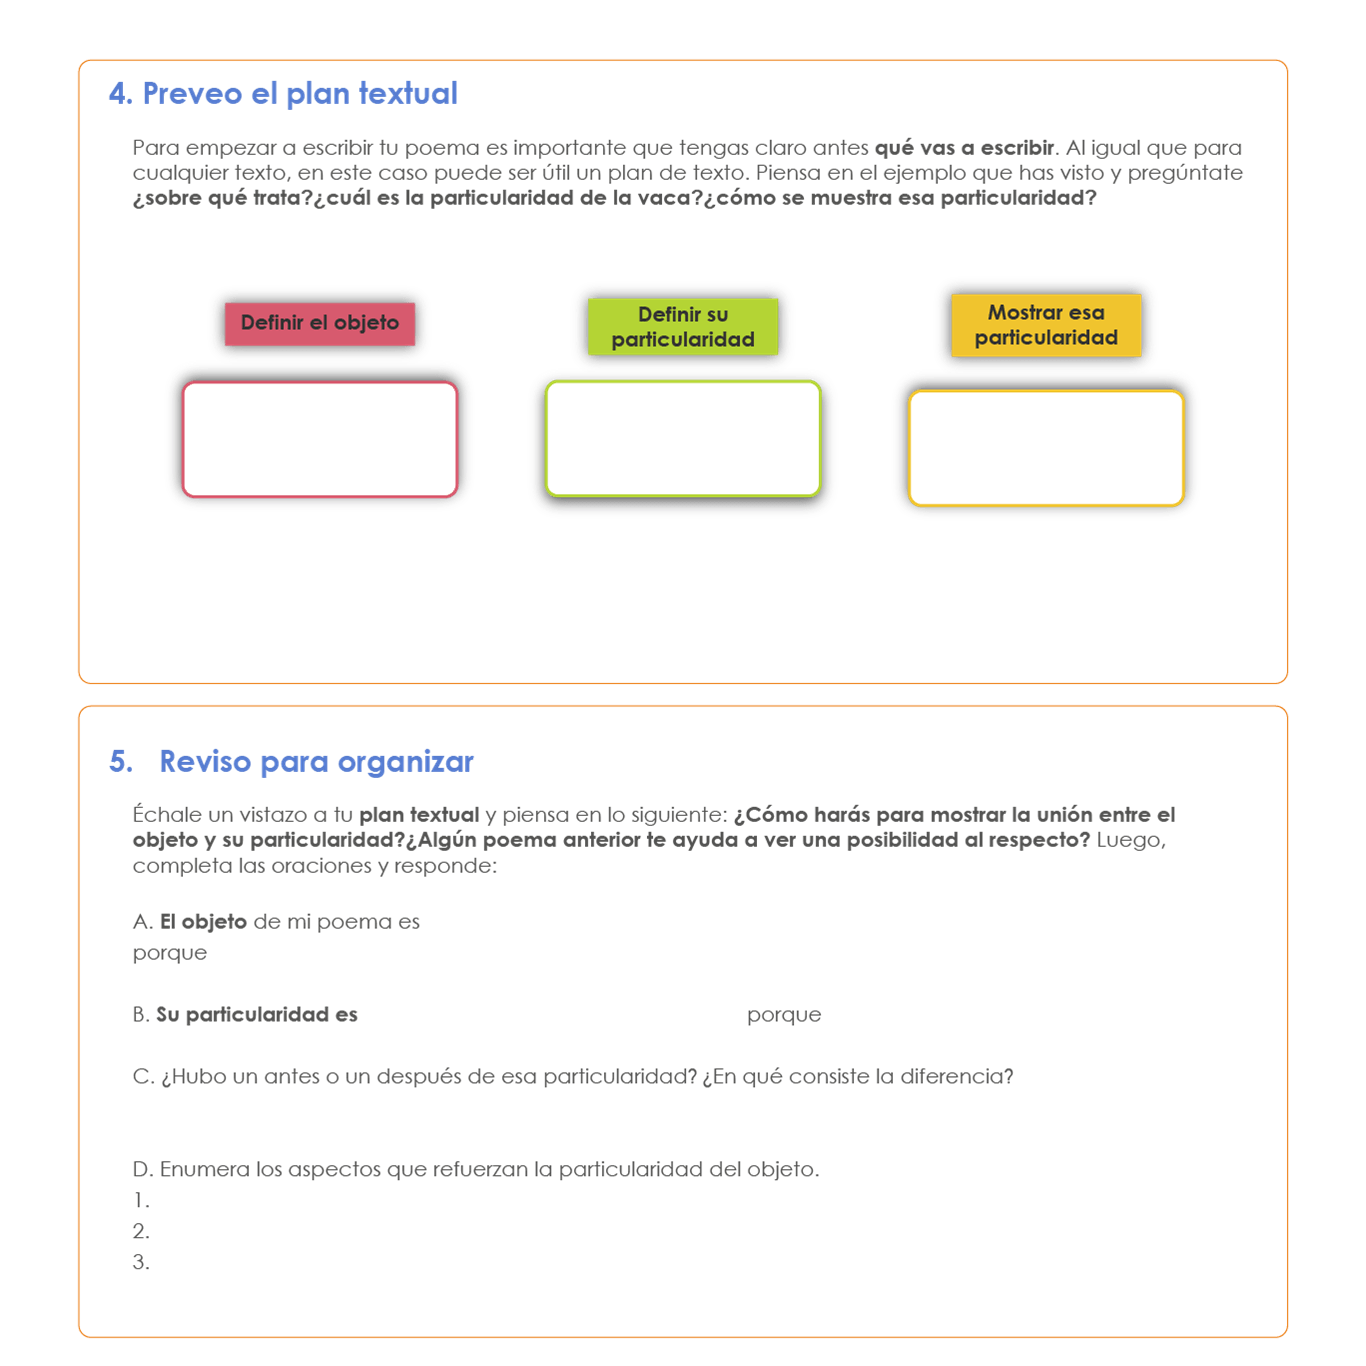 4. Preveo el plan textual
Para empezar a escribir tu poema es importante que tengas claro antes qué vas a escribir. Al igual que para
cualquier texto, en este caso puede ser útil un plan de texto. Piensa en el ejemplo que has visto y pregúntate
¿sobre qué trata?¿cuál es la particularidad de la vaca?¿cómo se muestra esa particularidad?
Definir el objeto
Definir su
particularidad
Mostrar esa
particularidad
5. Reviso para organizar
Échale un vistazo a tu plan textual y piensa en lo siguiente: ¿Cómo harás para mostrar la unión entre el
objeto y su particularidad?¿Algún poema anterior te ayuda a ver una posibilidad al respecto? Luego,
completa las oraciones y responde:
A. El objeto de mi poema es
porque
B. Su particularidad es porque
C. ¿Hubo un antes o un después de esa particularidad? ¿En qué consiste la diferencia?
D. Enumera los aspectos que refuerzan la particularidad del objeto.
1.
2.
3.